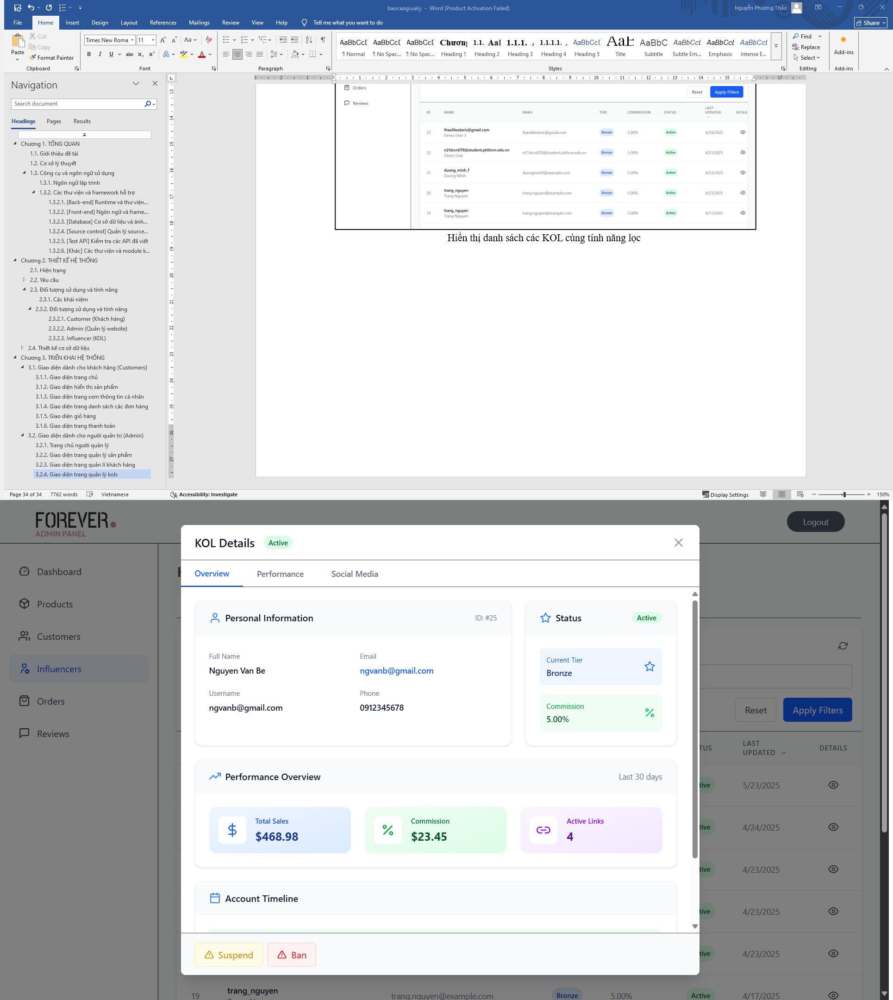 baocaogiuaky - Word (Product Activation Failed)
Nguyễn Phương Thảo
File Home Insert Design Layout References Mailings Review View Help Tell me what you want to do
Share
Paste
Cut
Copy
Format Painter
Clipboard
Times New Roma 11
Font
Paragraph
AaBbCcD AaBbCcD AaBbCcD Chương 1.1. AaI 1.1.1. 1.1.1.1. AaBbCcD AaB AaBbC AaBbCcL AaBbCcL AaBbCcL
¶ Normal ¶ No Spac... ¶ No Spac... Heading 1 Heading 2 Heading 3 Heading 4 Heading 5 Title Subtitle Subtle Em... Emphasis Intense E...
Styles
Find
Replace
Select
Editing
Add-ins
Add-ins
Navigation
Search document
Headings Pages Results
Chương 1. TỔNG QUAN
1.1. Giới thiệu đề tài
1.2. Cơ sở lý thuyết
1.3. Công cụ và ngôn ngữ sử dụng
1.3.1. Ngôn ngữ lập trình
1.3.2. Các thư viện và framework hỗ trợ
1.3.2.1. [Back-end] Runtime và thư viện...
1.3.2.2. [Front-end] Ngôn ngữ và frame...
1.3.2.3. [Database] Cơ sở dữ liệu và ánh...
1.3.2.4. [Source control] Quản lý source...
1.3.2.5. [Test API] Kiểm tra các API đã viết
1.3.2.6. [Khác] Các thư viện và module k...
Chương 2. THIẾT KẾ HỆ THỐNG
2.1. Hiện trạng
2.2. Yêu cầu
2.3. Đối tượng sử dụng và tính năng
2.3.1. Các khái niệm
2.3.2. Đối tượng sử dụng và tính năng
2.3.2.1. Customer (Khách hàng)
2.3.2.2. Admin (Quản lý website)
2.3.2.3. Influencer (KOL)
2.4. Thiết kế cơ sở dữ liệu
Chương 3. TRIỂN KHAI HỆ THỐNG
3.1. Giao diện dành cho khách hàng (Customers)
3.1.1. Giao diện trang chủ
3.1.2. Giao diện hiển thị sản phẩm
3.1.3. Giao diện trang xem thông tin cá nhân
3.1.4. Giao diện trang danh sách các đơn hàng
3.1.5. Giao diện giỏ hàng
3.1.6. Giao diện trang thanh toán
3.2. Giao diện dành cho người quản trị (Admin)
3.2.1. Trang chủ người quản lý
3.2.2. Giao diện trang quản lý sản phẩm
3.2.3. Giao diện trang quản lí khách hàng
3.2.4. Giao diện trang quản lý kols
Orders
Reviews
Reset Apply Filters
ID NAME EMAIL TIER COMMISSION STATUS LAST UPDATED DETAIL
23 thaolikesteris@gmail.com thaolikesteris@gmail.com Bronze 5.00% Active 4/24/2025
Demo User 2
22 n21dccn078@student.ptithcm.edu.vn n21dccn078@student.ptithcm.edu.vn Bronze 5.00% Active 4/23/2025
Demo User
21 duong_minh_f duongminhf@example.com Bronze 5.00% Active 4/23/2025
Duong Minh
20 trang_nguyen trang.nguyen@example.com Bronze 5.00% Active 4/23/2025
Trang Nguyen
19 trang_nguyen trang.nguyen@example.com Bronze 5.00% Active 4/17/2025
Trang Nguyen
Hiển thị danh sách các KOL cùng tính năng lọc
Page 34 of 34 7762 words Vietnamese Accessibility: Investigate Display Settings 150%
FOREVER.
ADMIN PANEL
Logout
Dashboard
Products
Customers
Influencers
Orders
Reviews
KOL Details Active
Overview Performance Social Media
Personal Information ID: #25
Full Name Email
Nguyen Van Be ngvanb@gmail.com
Username Phone
ngvanb@gmail.com 0912345678
Status Active
Current Tier
Bronze
Commission
5.00%
Performance Overview Last 30 days
Total Sales
$468.98
Commission
$23.45
Active Links
4
Account Timeline
Suspend Ban
Reset Apply Filters
TUS LAST UPDATED DETAILS
tive 5/23/2025
tive 4/24/2025
tive 4/23/2025
tive 4/23/2025
tive 4/23/2025
19 trang_nguyen trang.nguyen@example.com Bronze 5.00% Active 4/17/2025